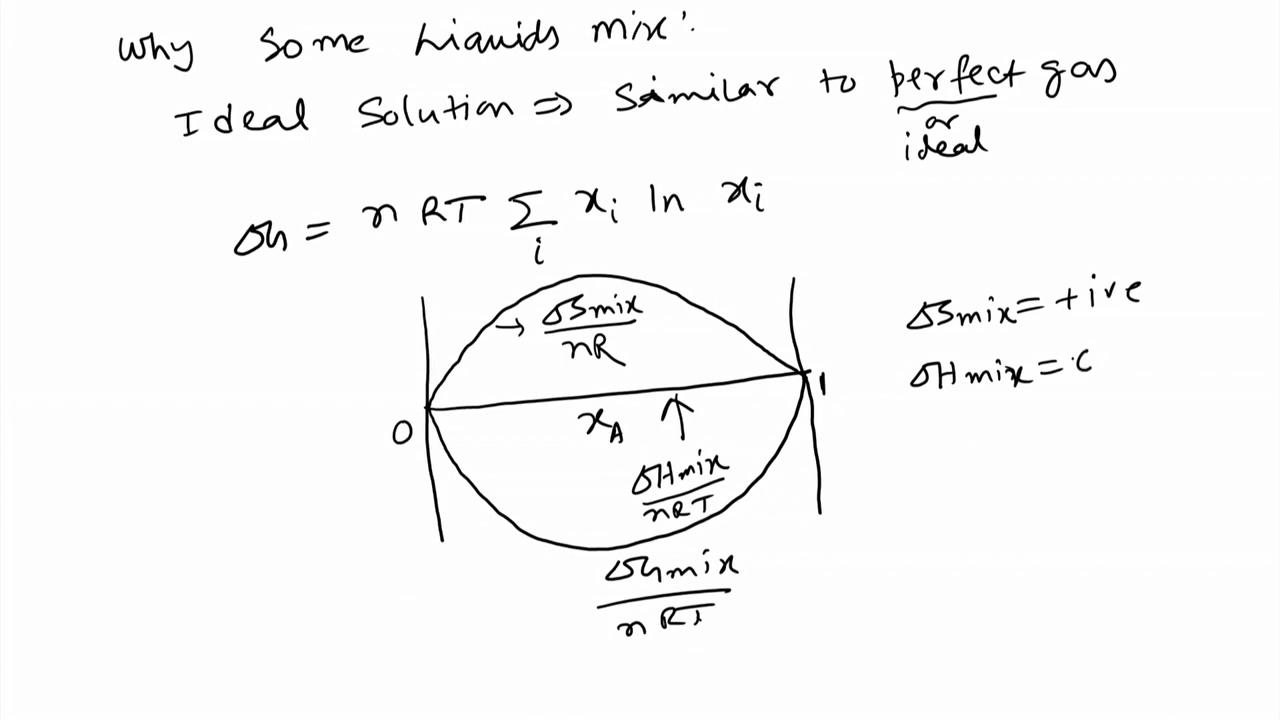 Why Some Liquids mix:
Ideal Solution => Similar to perfect gas
or
ideal
ΔG = nRT Σ xi ln xi
i
ΔSmix
nR
ΔSmix = +ive
ΔHmix =
0
xA
1
ΔHmix
nRT
ΔGmix
nRT